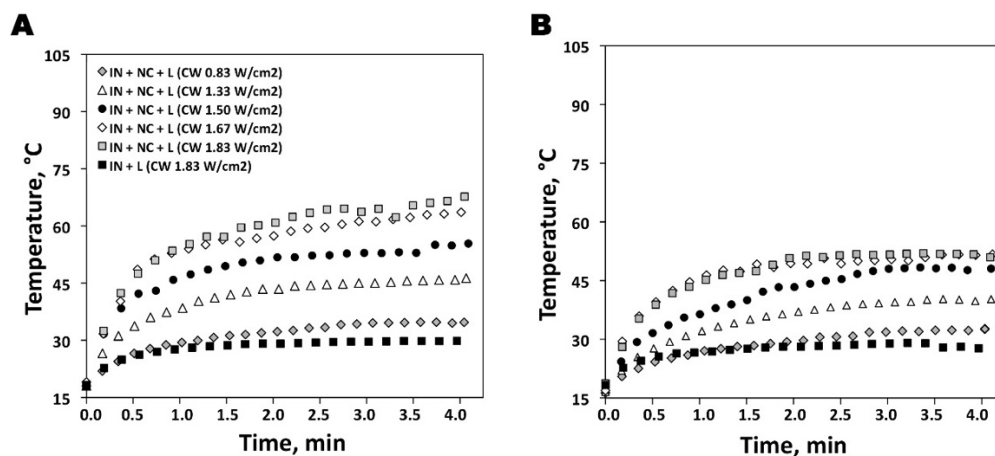 A
B
105
90
75
60
45
30
15
Temperature, °C
IN + NC + L (CW 0.83 W/cm2)
IN + NC + L (CW 1.33 W/cm2)
IN + NC + L (CW 1.50 W/cm2)
IN + NC + L (CW 1.67 W/cm2)
IN + NC + L (CW 1.83 W/cm2)
IN + L (CW 1.83 W/cm2)
0.0 0.5 1.0 1.5 2.0 2.5 3.0 3.5 4.0
Time, min
105
90
75
60
45
30
15
Temperature, °C
0.0 0.5 1.0 1.5 2.0 2.5 3.0 3.5 4.0
Time, min